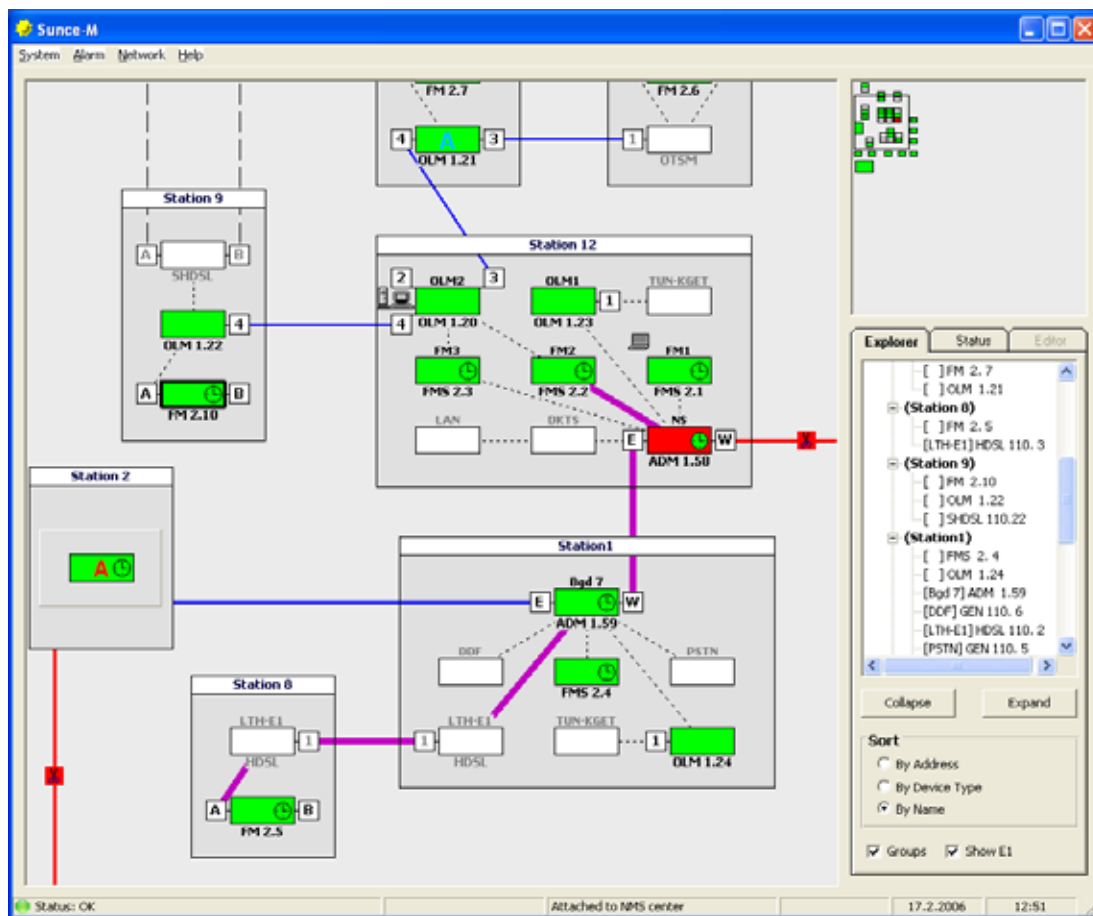 Sunce-M
System Alarm Network Help
FM 2.7
FM 2.6
4 A 3
1
OLM 1.21
OTSM
Station 9
A B
SHDSL
4
OLM 1.22
A B
FM 2.10
Station 12
2 OLM2 3
OLM1
TUN-KGET
1
4 OLM 1.20
OLM 1.23
FM3
FM2
FM1
FMS 2.3
FMS 2.2
FMS 2.1
LAN
DKTS
NS
E W
ADM 1.58
Station 2
A
Station1
Bgd 7
E W
ADM 1.59
DDF
PSTN
FMS 2.4
LTH-E1
TUN-KGET
1
1
HDSL
OLM 1.24
Station 8
LTH-E1
1
HDSL
A B
FM 2.5
Explorer Status Editor
[ ]FM 2. 7
[ ]OLM 1.21
(Station 8)
[ ]FM 2. 5
[LTH-E1]HDSL 110. 3
(Station 9)
[ ]FM 2.10
[ ]OLM 1.22
[ ]SHDSL 110.22
(Station1)
[ ]FMS 2. 4
[ ]OLM 1.24
[Bgd 7] ADM 1.59
[DDF] GEN 110. 6
[LTH-E1]HDSL 110. 2
[PSTN] GEN 110. 5
Collapse Expand
Sort
By Address
By Device Type
By Name
Groups Show E1
Status: OK Attached to NMS center 17.2.2006 12:51